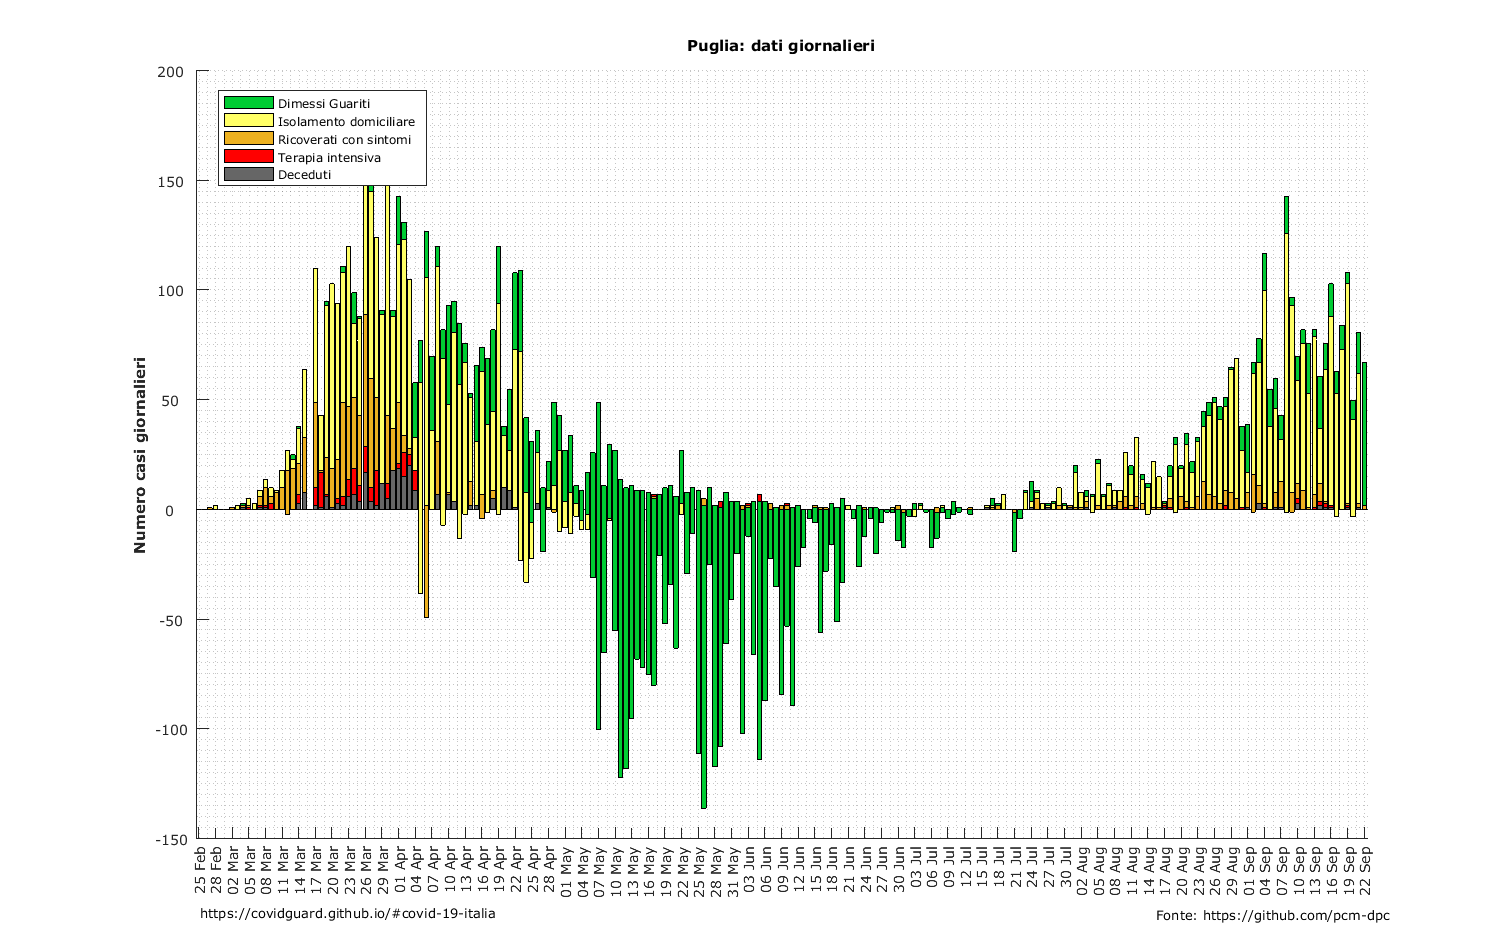 Puglia: dati giornalieri
200
150
100
50
0
-50
-100
-150
Numero casi giornalieri
Dimessi Guariti
Isolamento domiciliare
Ricoverati con sintomi
Terapia intensiva
Deceduti
25 Feb
28 Feb
02 Mar
05 Mar
08 Mar
11 Mar
14 Mar
17 Mar
20 Mar
23 Mar
26 Mar
29 Mar
01 Apr
04 Apr
07 Apr
10 Apr
13 Apr
16 Apr
19 Apr
22 Apr
25 Apr
28 Apr
01 May
04 May
07 May
10 May
13 May
16 May
19 May
22 May
25 May
28 May
31 May
03 Jun
06 Jun
09 Jun
12 Jun
15 Jun
18 Jun
21 Jun
24 Jun
27 Jun
30 Jun
03 Jul
06 Jul
09 Jul
12 Jul
15 Jul
18 Jul
21 Jul
24 Jul
27 Jul
30 Jul
02 Aug
05 Aug
08 Aug
11 Aug
14 Aug
17 Aug
20 Aug
23 Aug
26 Aug
29 Aug
01 Sep
04 Sep
07 Sep
10 Sep
13 Sep
16 Sep
19 Sep
22 Sep
https://covidguard.github.io/#covid-19-italia
Fonte: https://github.com/pcm-dpc